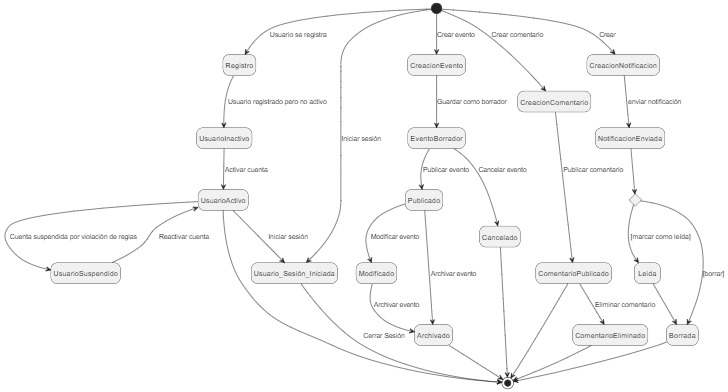 Usuario se registra
Crear evento
Crear comentario
Crear
Registro
CreacionEvento
CreacionNotificacion
Usuario registrado pero no activo
Guardar como borrador
CreacionComentario
enviar notificación
UsuarioInactivo
Iniciar sesión
EventoBorrador
NotificacionEnviada
Activar cuenta
Publicar evento
Cancelar evento
Publicar comentario
UsuarioActivo
Publicado
Cuenta suspendida por violación de reglas
Reactivar cuenta
Iniciar sesión
Modificar evento
Cancelado
[marcar como leída]
UsuarioSuspendido
Usuario_Sesión_Iniciada
Modificado
Archivar evento
ComentarioPublicado
Leida
[borrar]
Archivar evento
Eliminar comentario
Cerrar Sesión
Archivado
ComentarioEliminado
Borrada